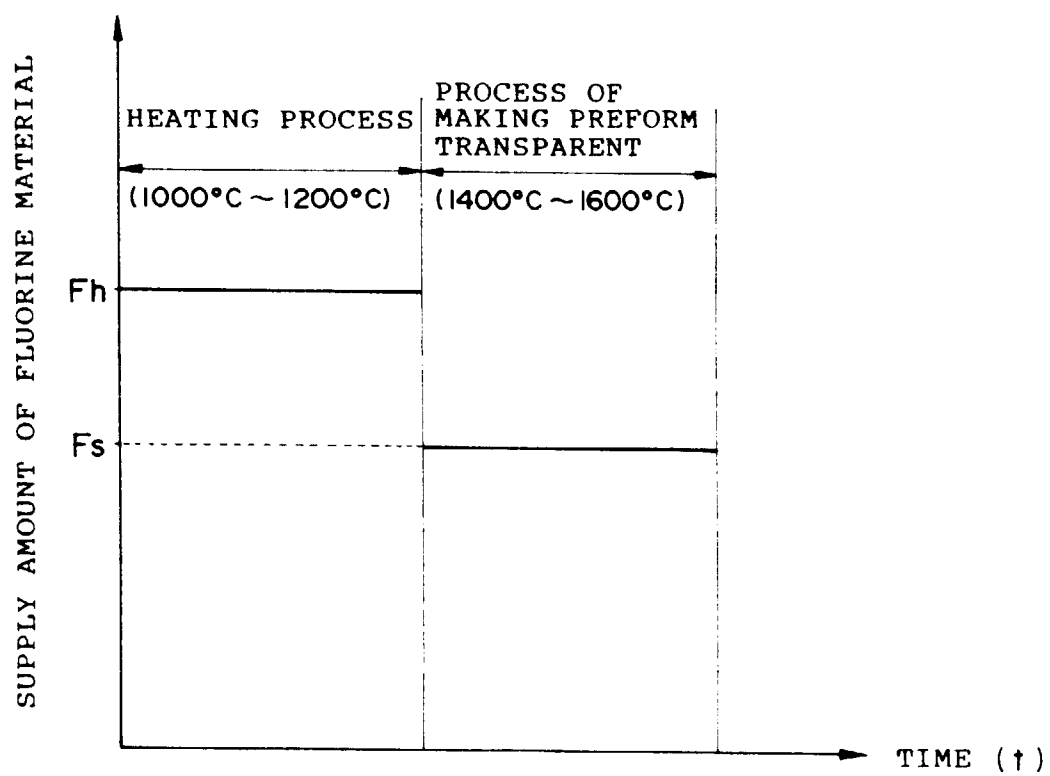 SUPPLY AMOUNT OF FLUORINE MATERIAL
HEATING PROCESS
(1000°C ~ 1200°C)
PROCESS OF
MAKING PREFORM
TRANSPARENT
(1400°C ~ 1600°C)
Fh
Fs
TIME (t)